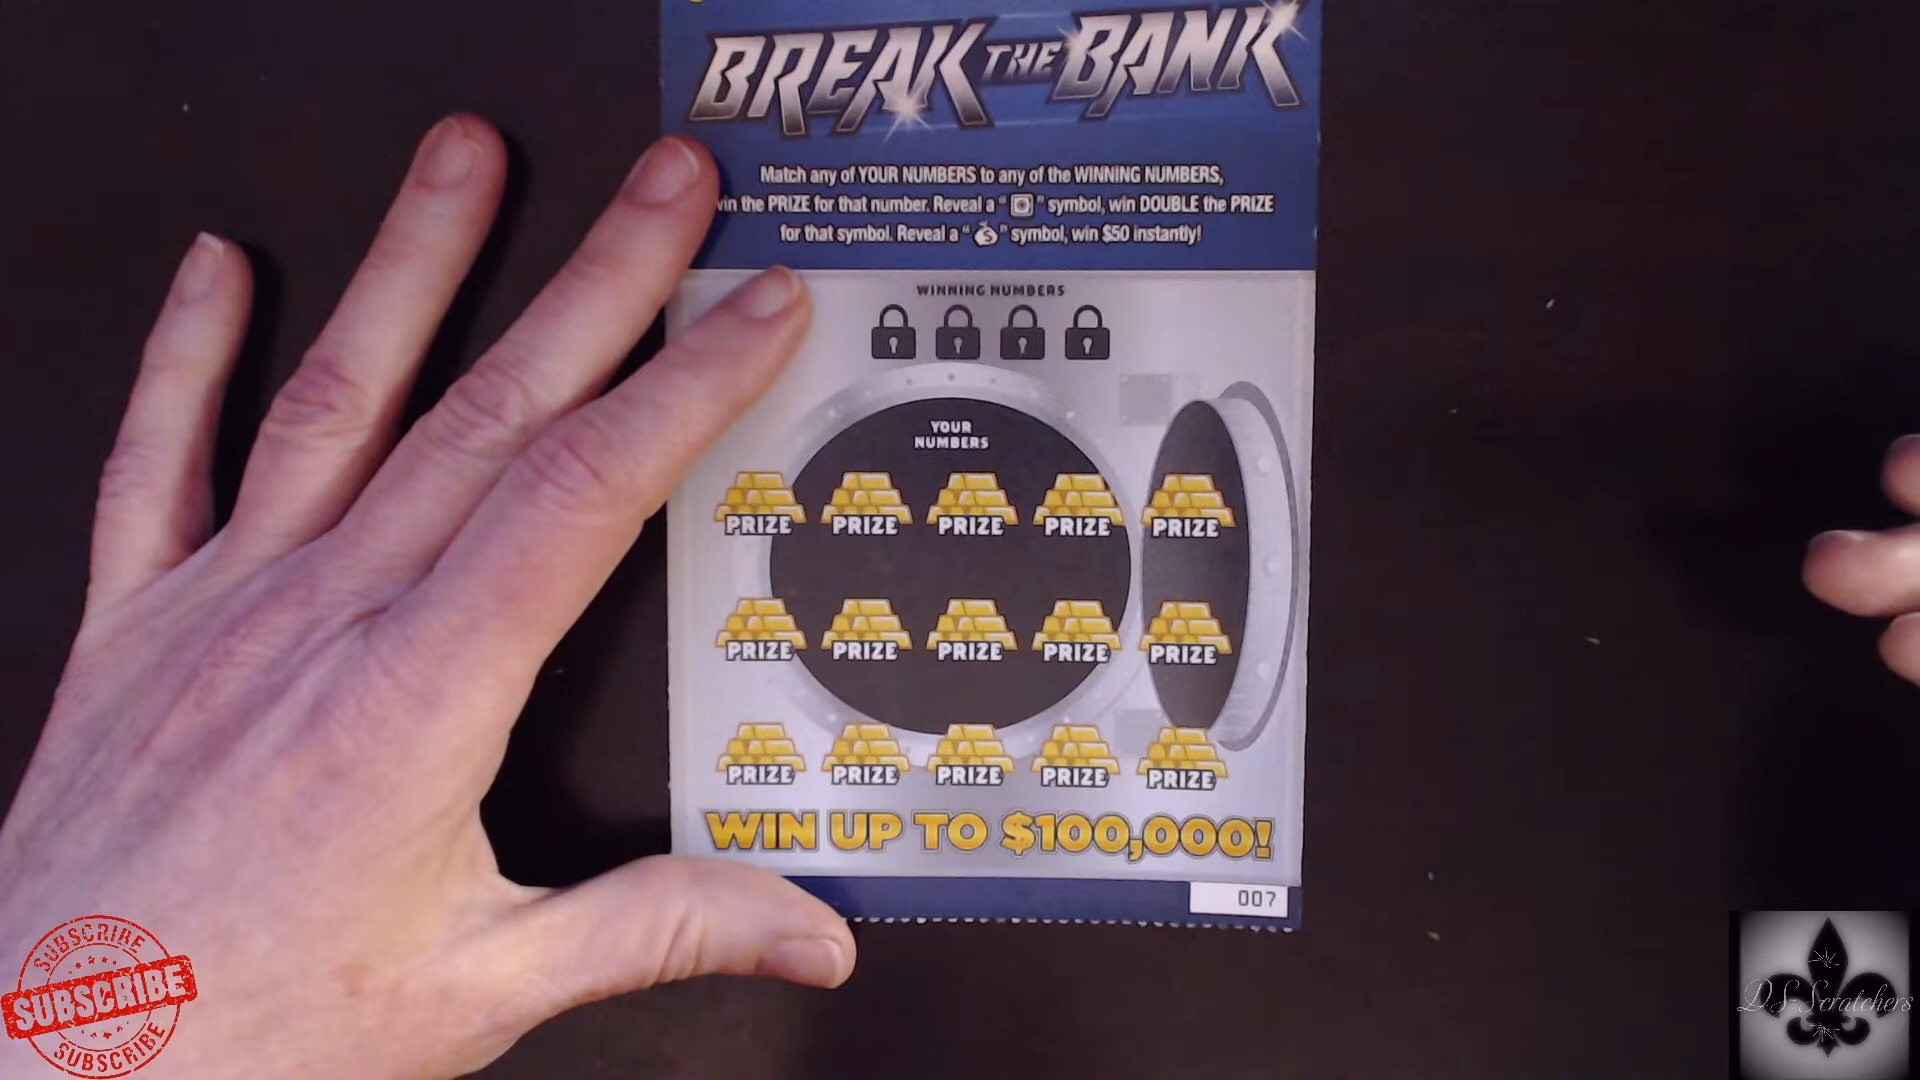 BREAK THE BANK
Match any of YOUR NUMBERS to any of the WINNING NUMBERS,
win the PRIZE for that number. Reveal a " " symbol, win DOUBLE the PRIZE
for that symbol. Reveal a " " symbol, win $50 instantly!
WINNING NUMBERS
YOUR
NUMBERS
PRIZE PRIZE PRIZE PRIZE PRIZE
PRIZE PRIZE PRIZE PRIZE PRIZE
PRIZE PRIZE PRIZE PRIZE PRIZE
WIN UP TO $100,000!
007
SUBSCRIBE
SUBSCRIBE
SUBSCRIBE
DS-Scratchers